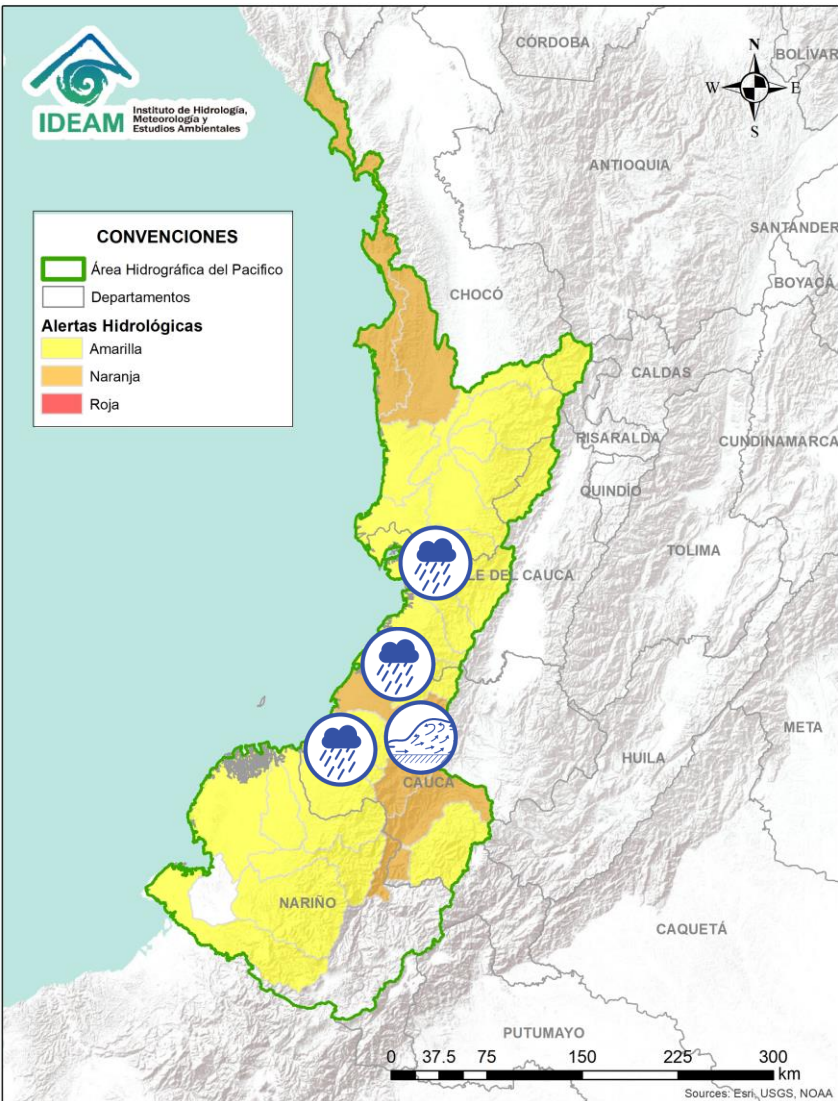 IDEAM
Instituto de Hidrología,
Meteorología y
Estudios Ambientales
CÓRDOBA
BOLÍVAR
N
W
E
S
ANTIOQUIA
SANTANDER
BOYACÁ
CONVENCIONES
Área Hidrográfica del Pacifico
Departamentos
Alertas Hidrológicas
Amarilla
Naranja
Roja
CHOCÓ
CALDAS
RISARALDA
CUNDINAMARCA
QUINDÍO
TOLIMA
LE DEL CAUCA
META
HUILA
CAUCA
NARIÑO
CAQUETÁ
PUTUMAYO
0 37.5 75 150 225 300
km
Sources: Esri, USGS, NOAA